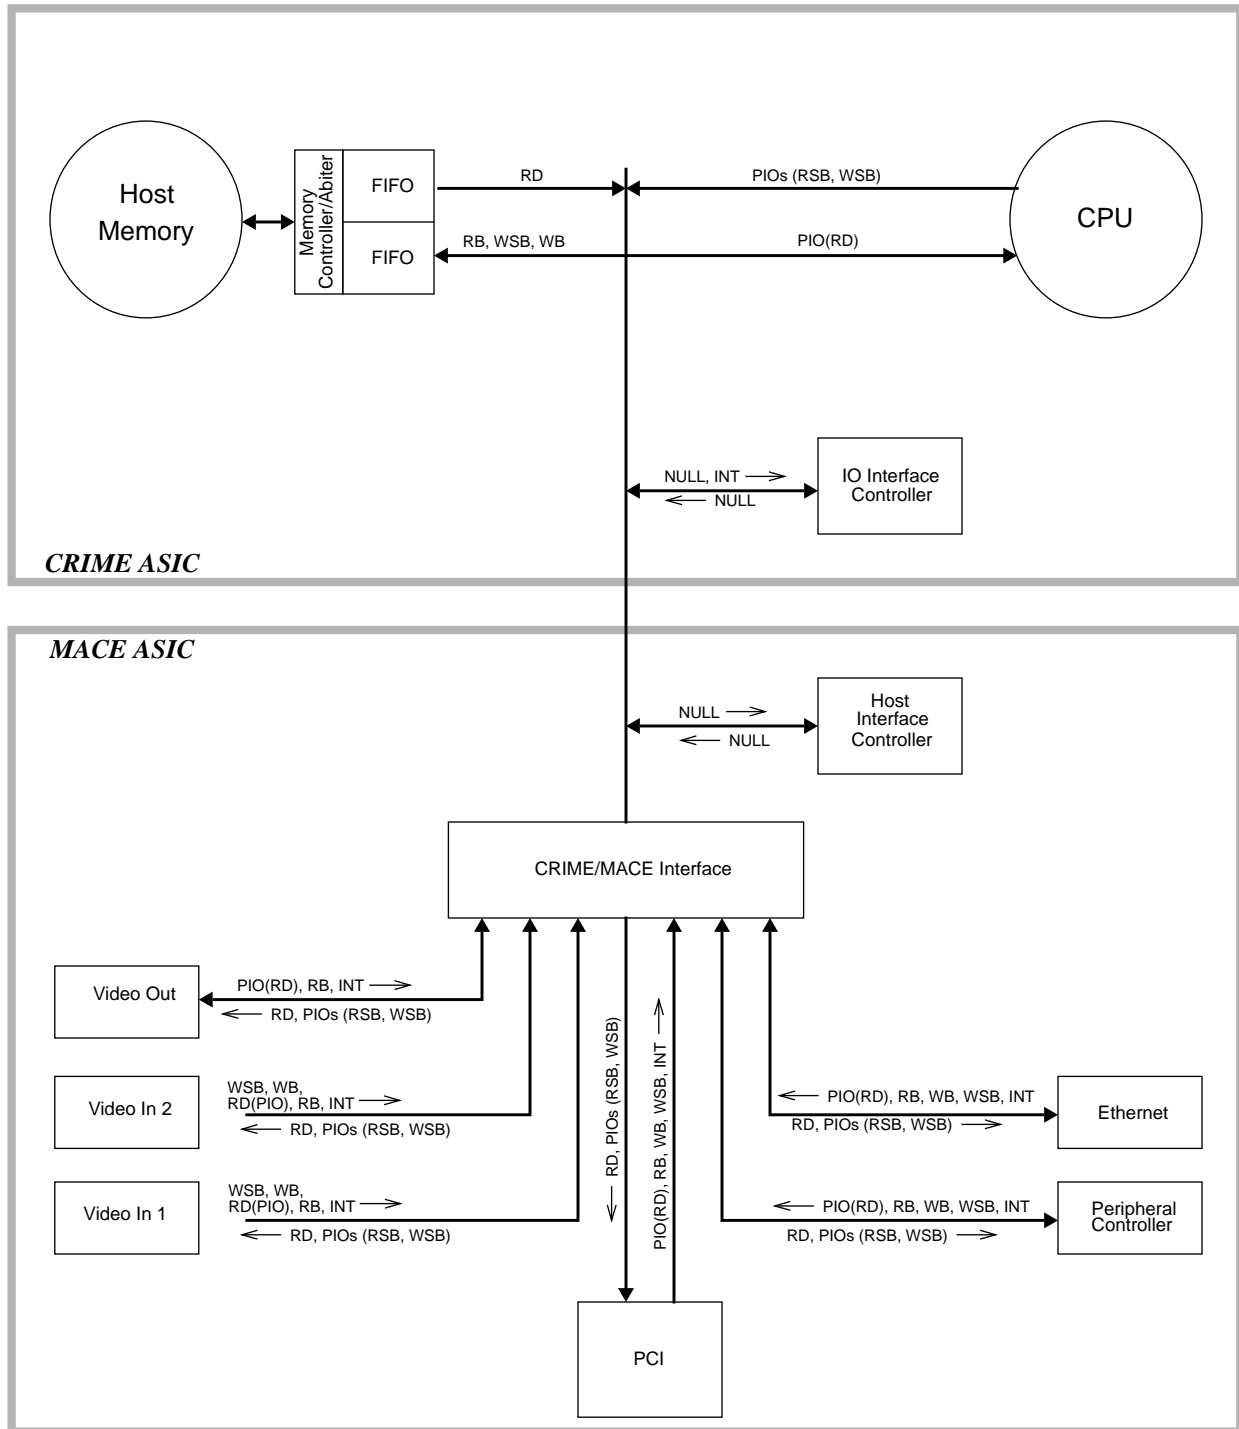 Host
Memory
Memory
Controller/Abiter
FIFO
FIFO
RD
PIOs (RSB, WSB)
RB, WSB, WB
PIO(RD)
CPU
NULL, INT
NULL
IO Interface
Controller
CRIME ASIC
MACE ASIC
NULL
NULL
Host
Interface
Controller
CRIME/MACE Interface
Video Out
PIO(RD), RB, INT
RD, PIOs (RSB, WSB)
Video In 2
WSB, WB,
RD(PIO), RB, INT
RD, PIOs (RSB, WSB)
Video In 1
WSB, WB,
RD(PIO), RB, INT
RD, PIOs (RSB, WSB)
RD, PIOs (RSB, WSB)
PIO(RD), RB, WB, WSB, INT
PIO(RD), RB, WB, WSB, INT
RD, PIOs (RSB, WSB)
Ethernet
PIO(RD), RB, WB, WSB, INT
RD, PIOs (RSB, WSB)
Peripheral
Controller
PCI